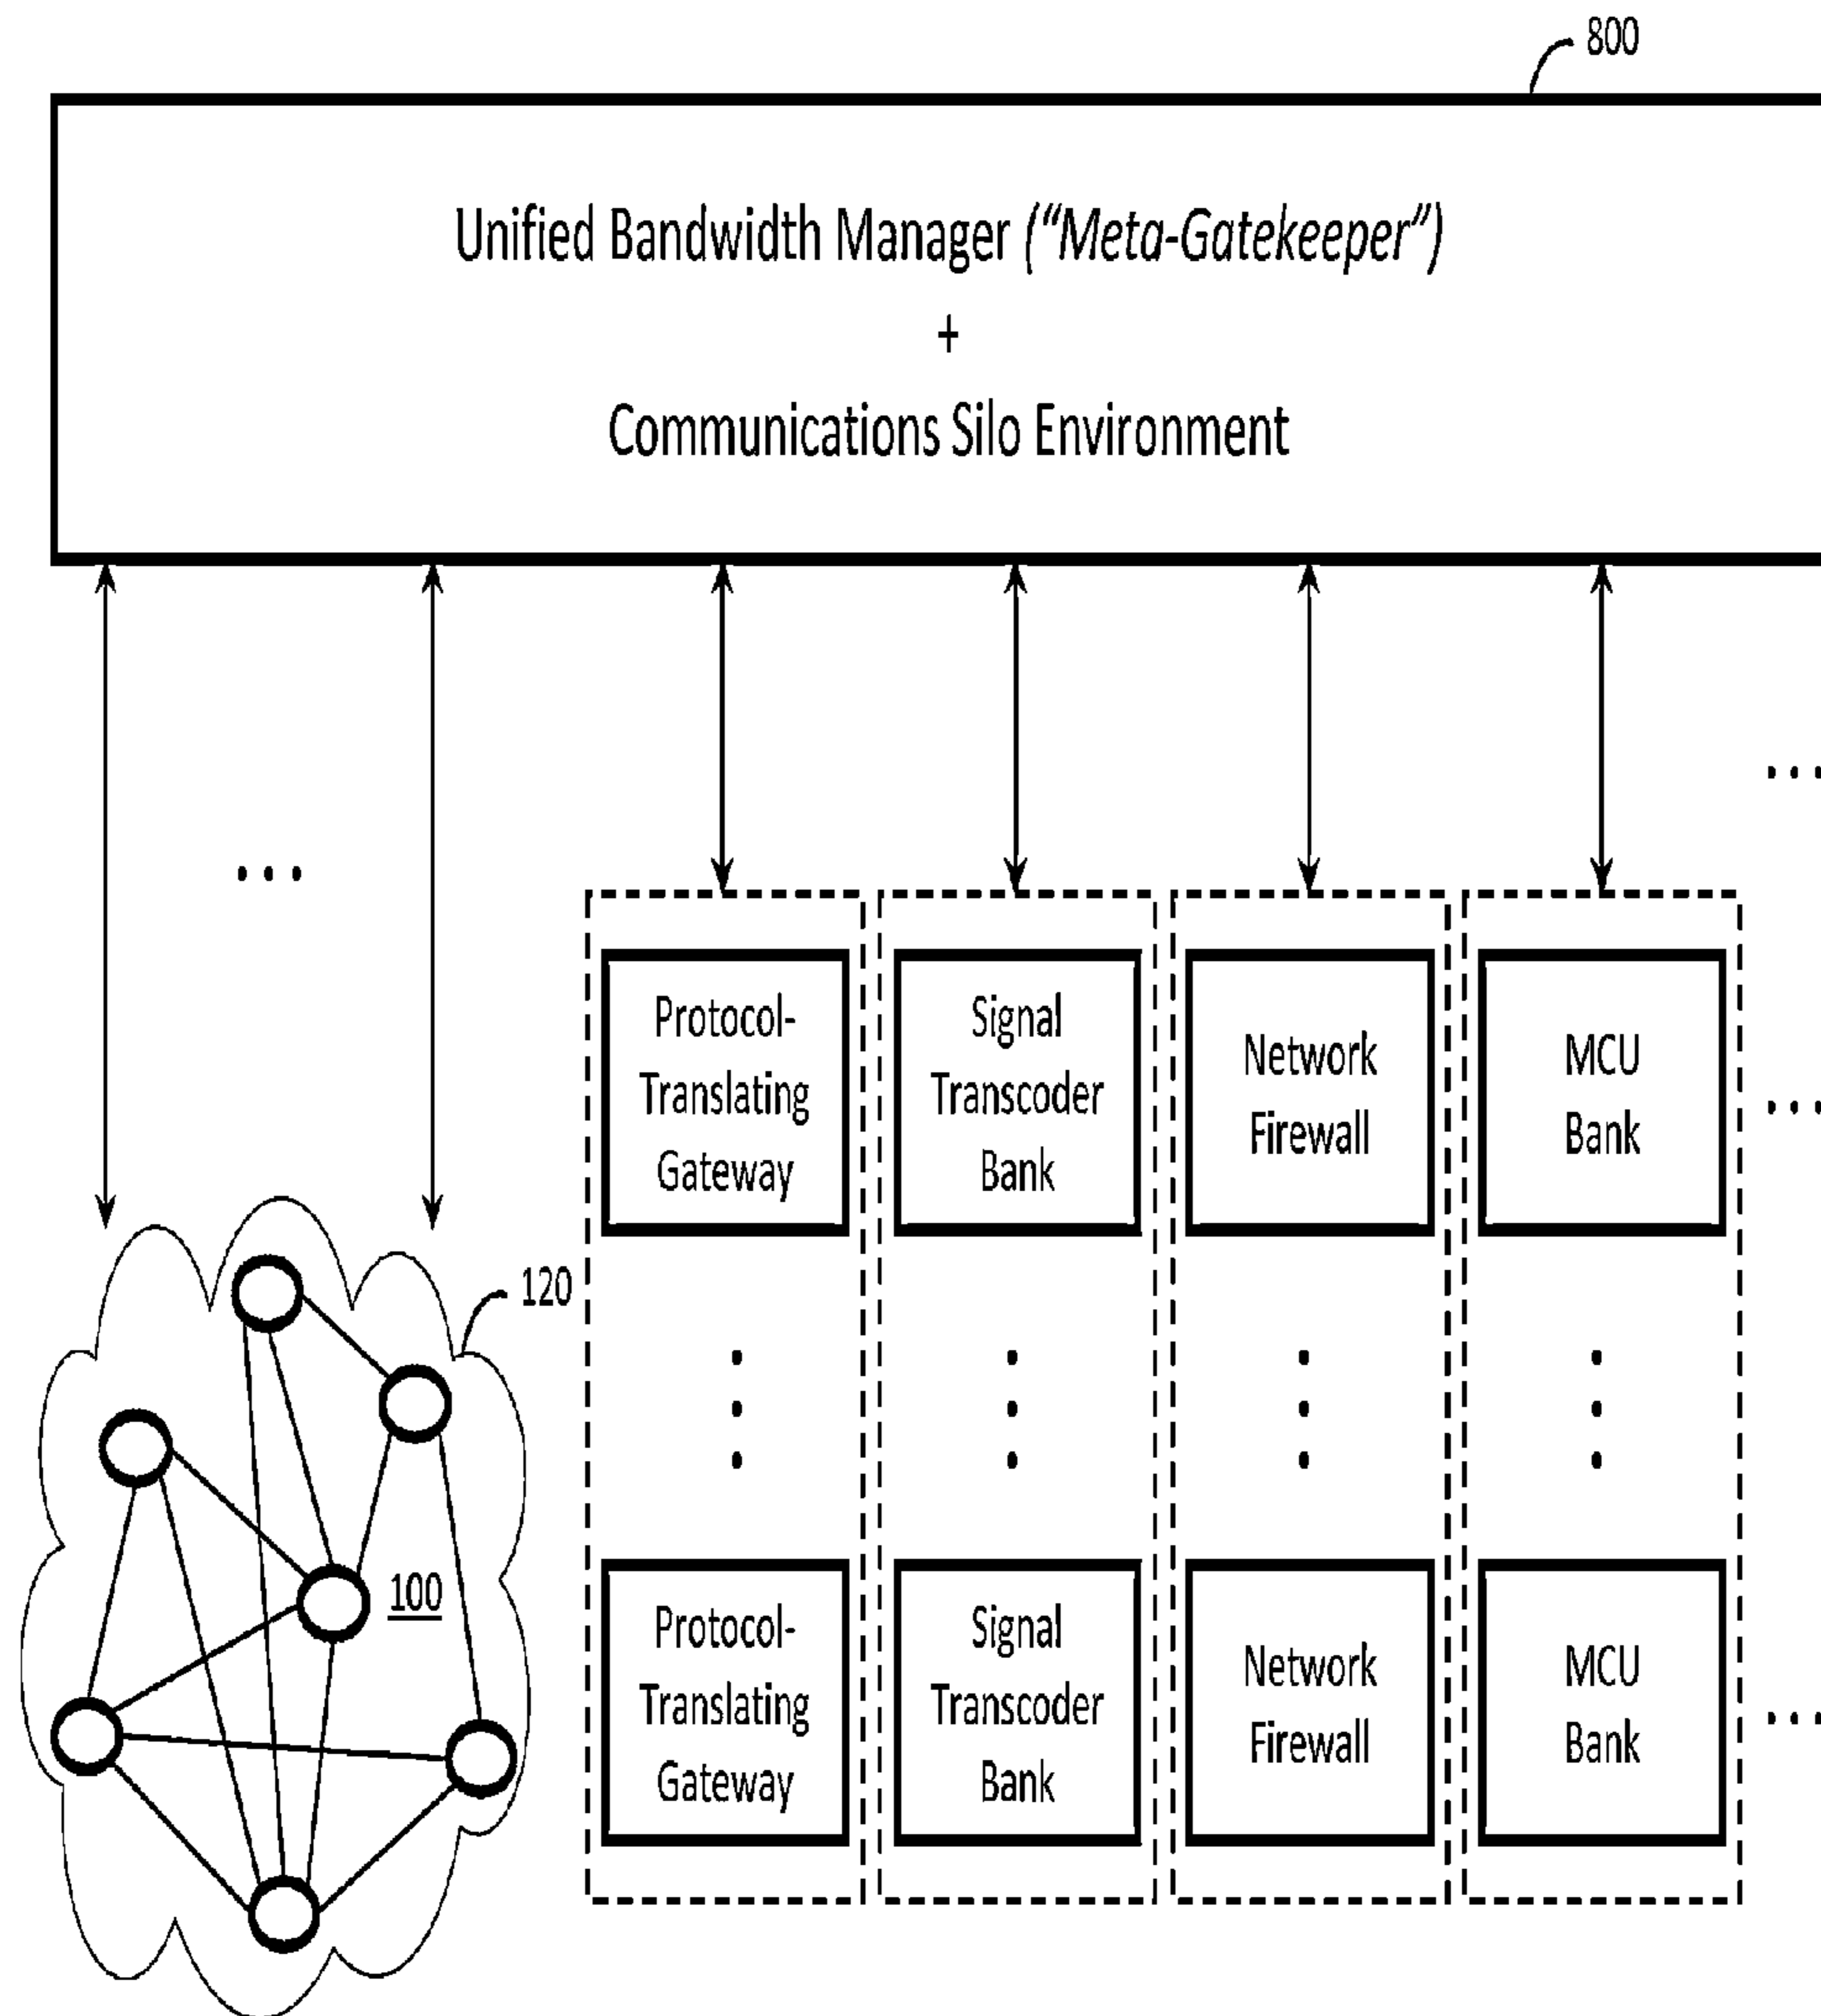 800
Unified Bandwidth Manager (“Meta-Gatekeeper”)
+
Communications Silo Environment
...
...
Protocol-
Translating
Gateway
Signal
Transcoder
Bank
Network
Firewall
MCU
Bank
...
120
100
Protocol-
Translating
Gateway
Signal
Transcoder
Bank
Network
Firewall
MCU
Bank
...